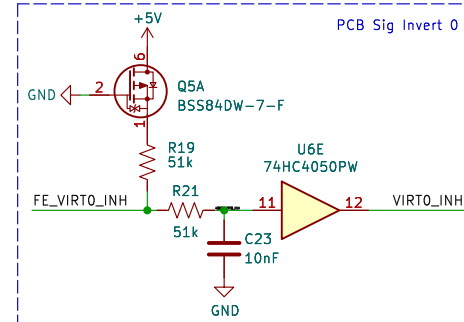 +5V
PCB Sig Invert 0
6
Q5A
GND
2
BSS84DW-7-F
1
R19
51k
U6E
74HC4050PW
R21
FE_VIRT0_INH
11
12
VIRT0_INH
51k
C23
10nF
GND